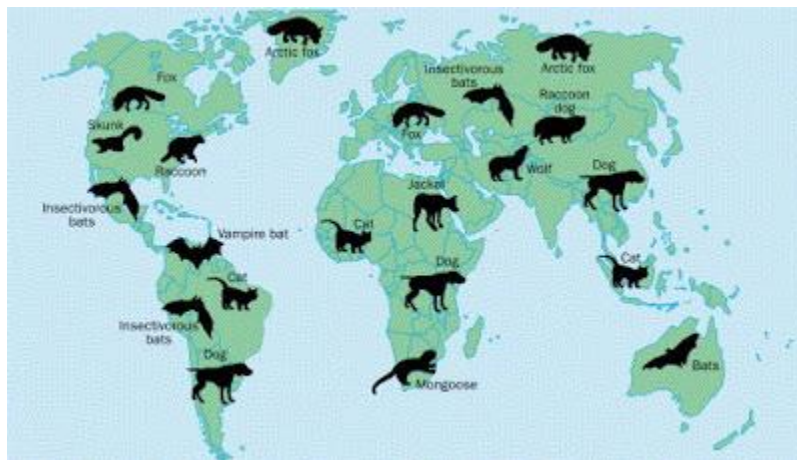 Arctic fox
Arctic fox
Fox
Insectivorous
bats
Raccoon
dog
Skunk
Fox
Raccoon
Wolf
Dog
Jackal
Insectivorous
bats
Cat
Vampire bat
Dog
Cat
Cat
Insectivorous
bats
Dog
Mongoose
Bats